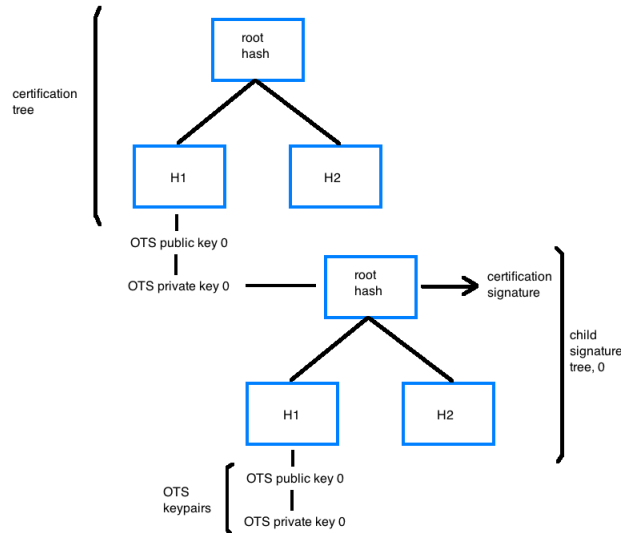 root
hash
certification
tree
H1
H2
OTS public key 0
OTS private key 0
root
hash
certification
signature
child
signature
tree, 0
H1
H2
OTS public key 0
OTS
keypairs
OTS private key 0